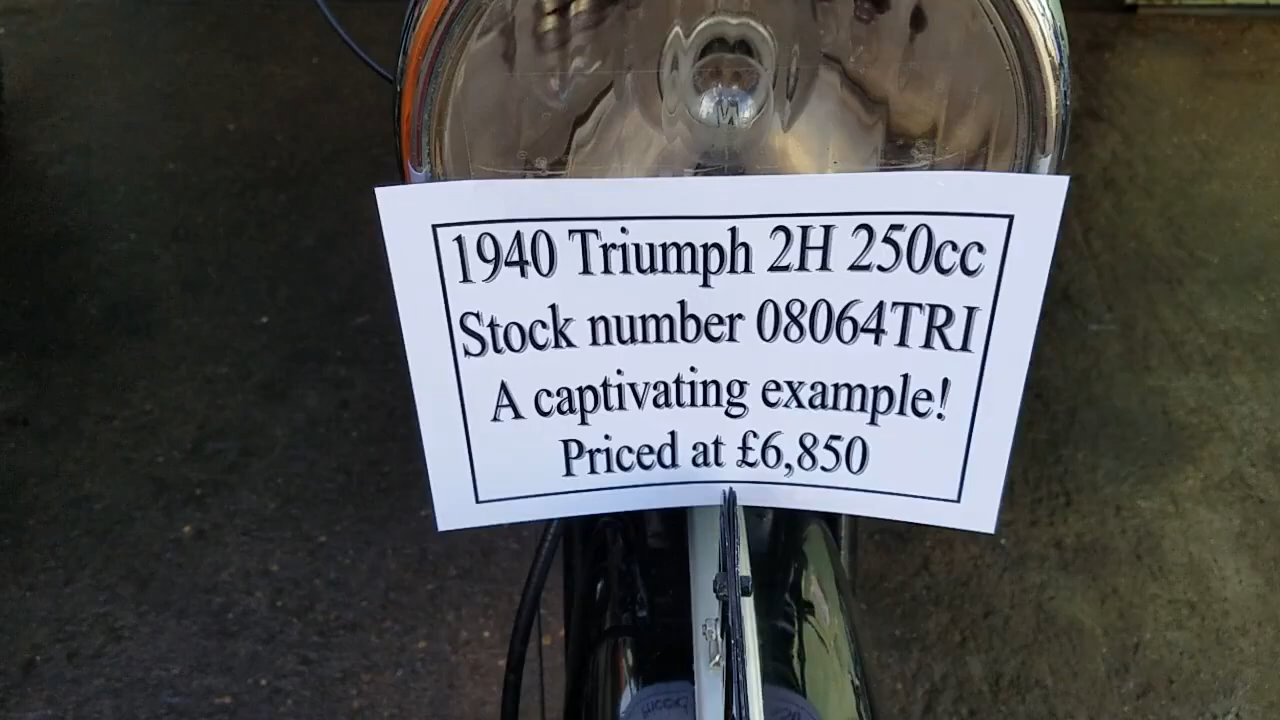 1940 Triumph 2H 250cc
Stock number 08064TRI
A captivating example!
Priced at £6,850